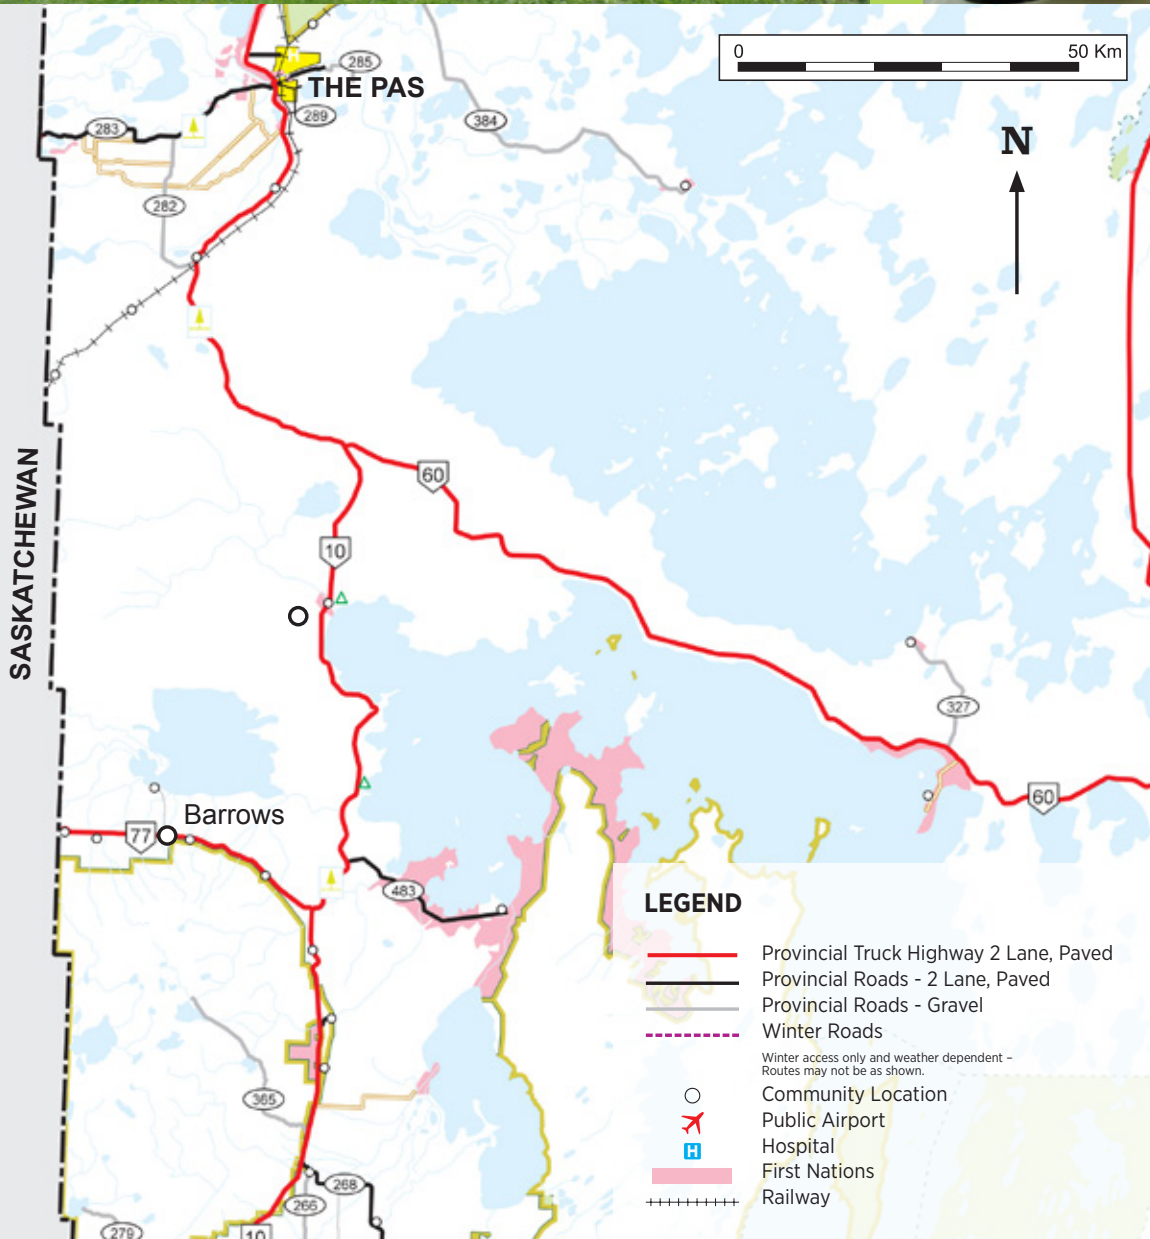 0 50 Km
285
THE PAS
289
283
384
N
282
SASKATCHEWAN
60
10
327
60
Barrows
77
483
LEGEND
Provincial Truck Highway 2 Lane, Paved
Provincial Roads - 2 Lane, Paved
Provincial Roads - Gravel
Winter Roads
Winter access only and weather dependent –
Routes may not be as shown.
Community Location
Public Airport
H Hospital
First Nations
Railway
365
268
266
279
10